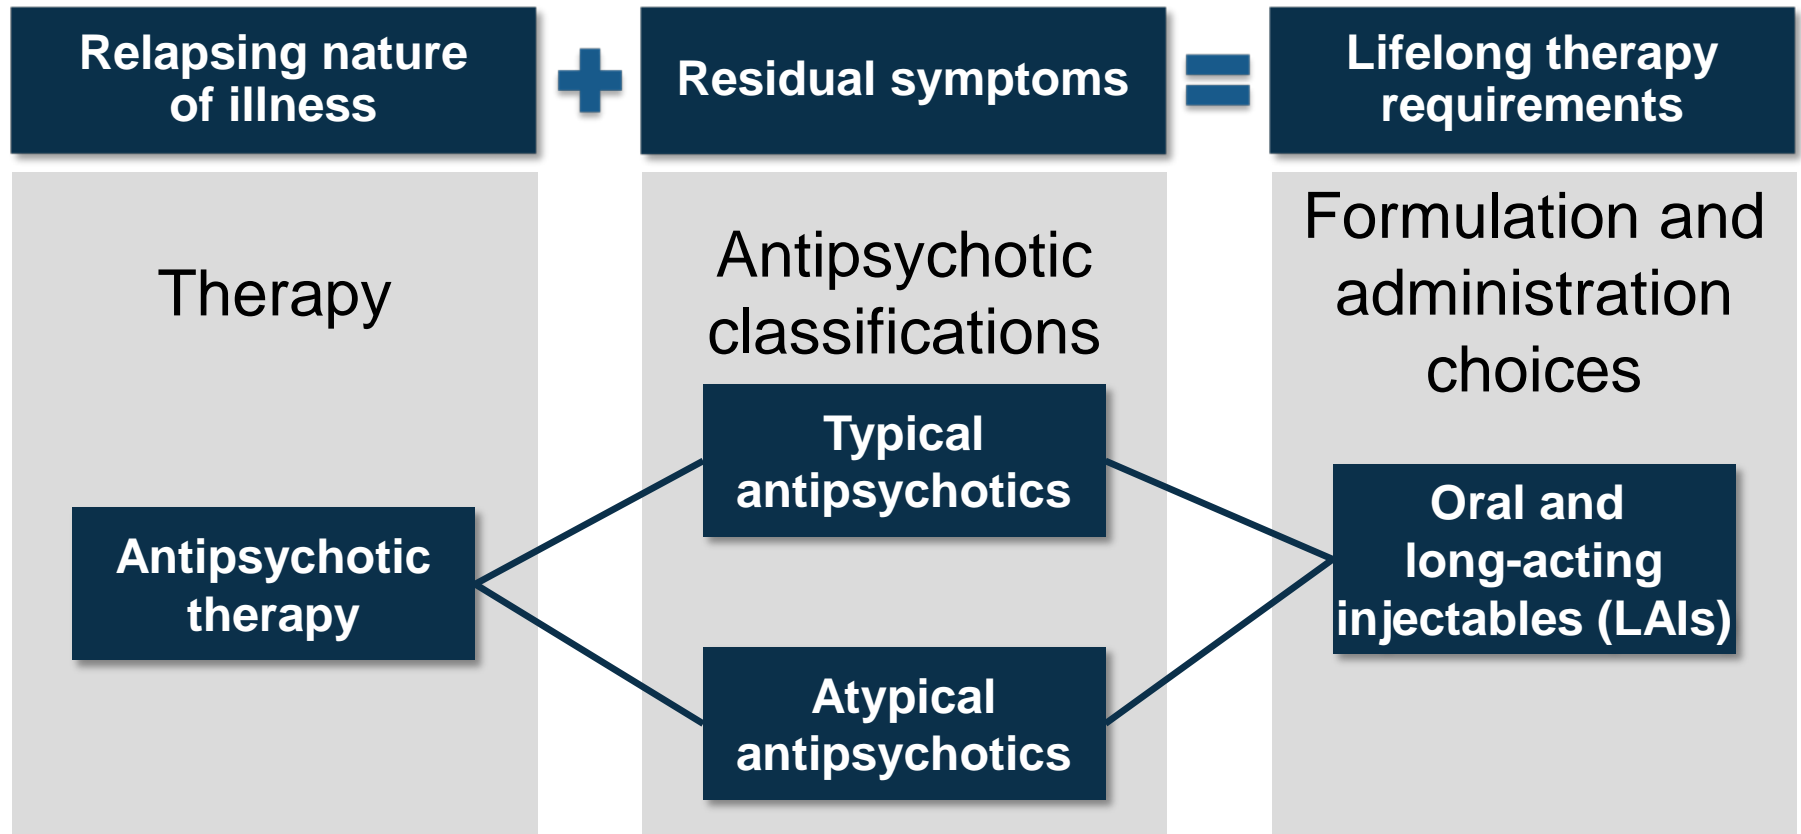 Relapsing nature
of illness
+
Residual symptoms
=
Lifelong therapy
requirements
Therapy
Antipsychotic
classifications
Formulation and
administration
choices
Antipsychotic
therapy
Typical
antipsychotics
Atypical
antipsychotics
Oral and
long-acting
injectables (LAIs)